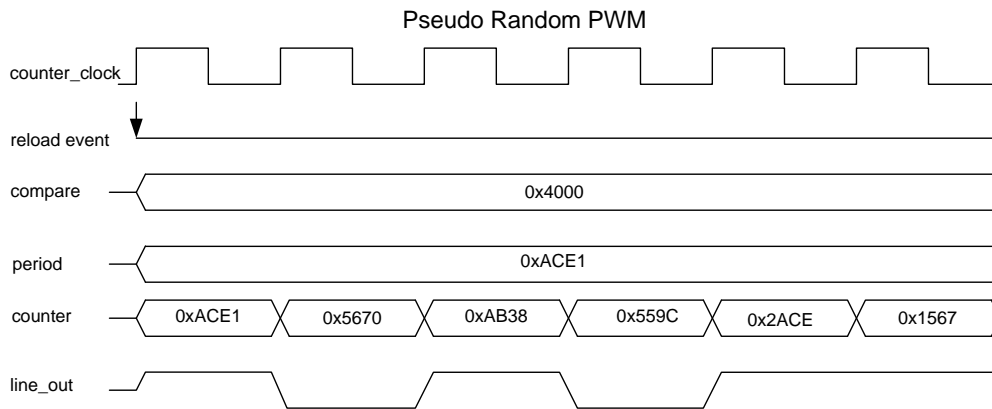 Pseudo Random PWM
counter_clock
reload event
compare
0x4000
period
0xACE1
counter
0xACE1 0x5670 0xAB38 0x559C 0x2ACE 0x1567
line_out